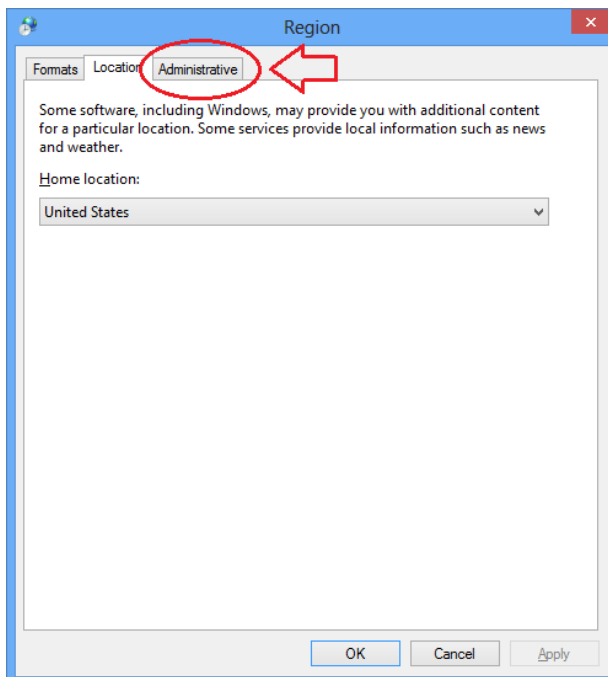 Region
Formats Location Administrative
Some software, including Windows, may provide you with additional content
for a particular location. Some services provide local information such as news
and weather.
Home location:
United States
OK Cancel Apply